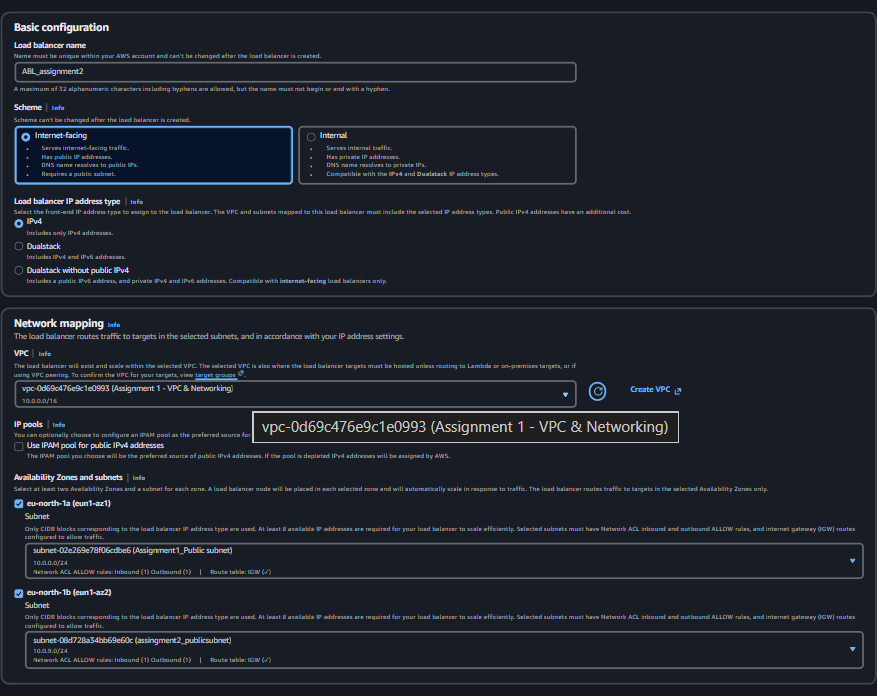 Basic configuration
Load balancer name
Name must be unique within your AWS account and can't be changed after the load balancer is created.
ABL_assignment2
A maximum of 32 alphanumeric characters including hyphens are allowed, but the name must not begin or end with a hyphen.
Scheme | Info
Scheme can't be changed after the load balancer is created.
Internet-facing
• Serves internet-facing traffic.
• Has public IP addresses.
• DNS name resolves to public IPs.
• Requires a public subnet.
Internal
• Serves internal traffic.
• Has private IP addresses.
• DNS name resolves to private IPs.
• Compatible with the IPv4 and Dualstack IP address types.
Load balancer IP address type | Info
Select the front-end IP address type to assign to the load balancer. The VPC and subnets mapped to this load balancer must include the selected IP address types. Public IPv4 addresses have an additional cost.
IPv4
Includes only IPv4 addresses.
Dualstack
Includes IPv4 and IPv6 addresses.
Dualstack without public IPv4
Includes a public IPv6 address, and private IPv4 and IPv6 addresses. Compatible with internet-facing load balancers only.
Network mapping Info
The load balancer routes traffic to targets in the selected subnets, and in accordance with your IP address settings.
VPC | Info
The load balancer will exist and scale within the selected VPC. The selected VPC is also where the load balancer targets must be hosted unless routing to Lambda or on-premises targets, or if
using VPC peering. To confirm the VPC for your targets, view target groups.
vpc-0d69c476e9c1e0993 (Assignment 1 - VPC & Networking)
10.0.0.0/16
Create VPC
IP pools | Info
You can optionally choose to configure an IPAM pool as the preferred source for
vpc-0d69c476e9c1e0993 (Assignment 1 - VPC & Networking)
Use IPAM pool for public IPv4 addresses
The IPAM pool you choose will be the preferred source of public IPv4 addresses. If the pool is depleted IPv4 addresses will be assigned by AWS.
Availability Zones and subnets | Info
Select at least two Availability Zones and a subnet for each zone. A load balancer node will be placed in each selected zone and will automatically scale in response to traffic. The load balancer routes traffic to targets in the selected Availability Zones only.
eu-north-1a (eun1-az1)
Subnet
Only CIDR blocks corresponding to the load balancer IP address type are used. At least 8 available IP addresses are required for your load balancer to scale efficiently. Selected subnets must have Network ACL inbound and outbound ALLOW rules, and internet gateway (IGW) routes
configured to allow traffic.
subnet-02e269e78f06cdbe6 (Assignment1_Public subnet)
10.0.0.0/24
Network ACL ALLOW rules: Inbound (1) Outbound (1) | Route table: IGW (✓)
eu-north-1b (eun1-az2)
Subnet
Only CIDR blocks corresponding to the load balancer IP address type are used. At least 8 available IP addresses are required for your load balancer to scale efficiently. Selected subnets must have Network ACL inbound and outbound ALLOW rules, and internet gateway (IGW) routes
configured to allow traffic.
subnet-08d728a34bb69e60c (assingment2_publicsubnet)
10.0.9.0/24
Network ACL ALLOW rules: Inbound (1) Outbound (1) | Route table: IGW (✓)